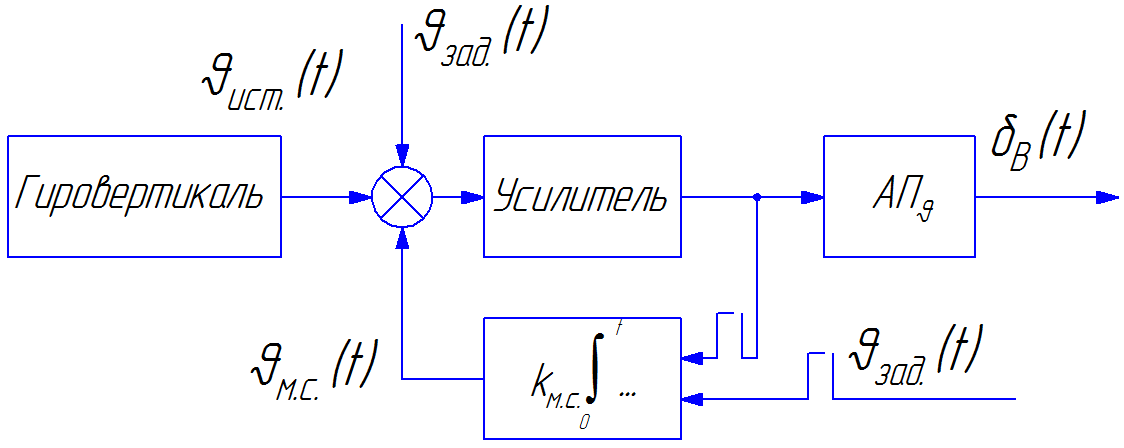 ϑзад.(t)
ϑист.(t)
Гировертикаль
Усилитель
АПϑ
δВ(t)
ϑм.с.(t)
kм.с.∫0t ...
ϑзад.(t)